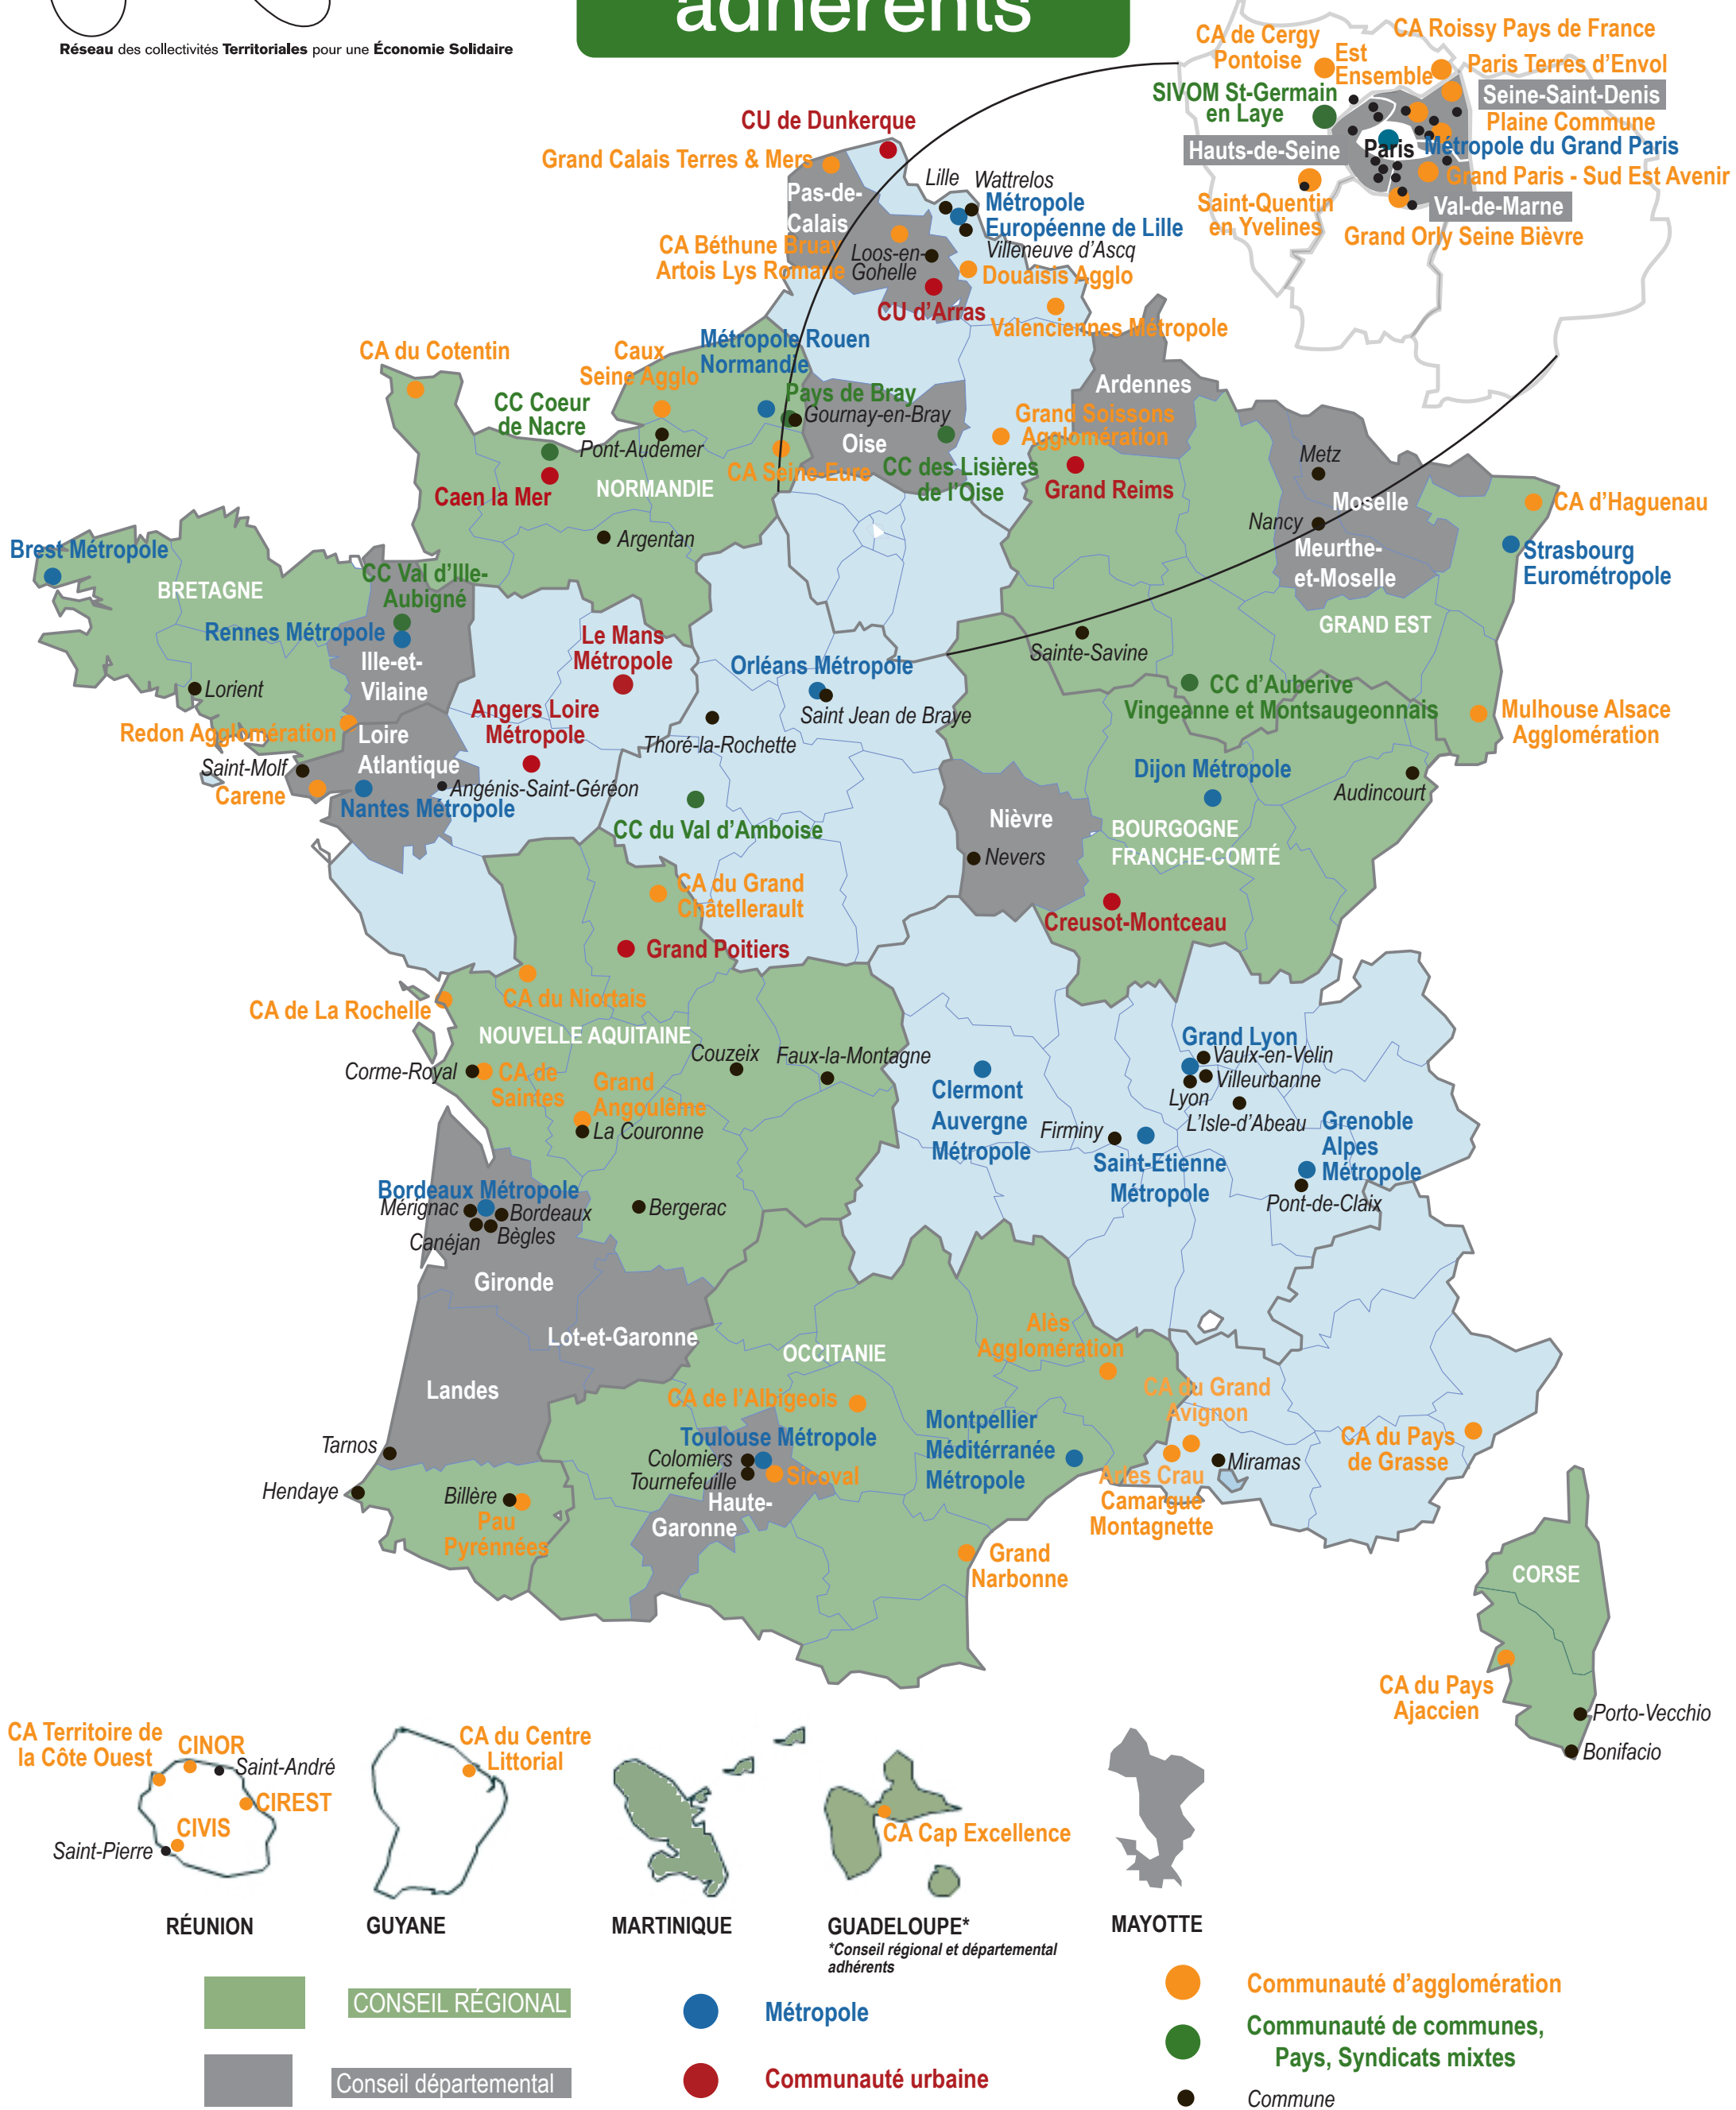 adhérents
Réseau des collectivités Territoriales pour une Économie Solidaire
CA de Cergy
Pontoise
CA Roissy Pays de France
Est
Ensemble
Paris Terres d’Envol
SIVOM St-Germain
en Laye
Seine-Saint-Denis
Plaine Commune
Hauts-de-Seine
Paris
Métropole du Grand Paris
Grand Paris - Sud Est Avenir
Saint-Quentin
en Yvelines
Val-de-Marne
Grand Orly Seine Bièvre
CU de Dunkerque
Grand Calais Terres & Mers
Lille
Wattrelos
Pas-de-
Calais
Métropole
Européenne de Lille
Villeneuve d’Ascq
CA Béthune Bruay
Artois Lys Romane
Loos-en-
Gohelle
Douaisis Agglo
CU d’Arras
Valenciennes Métropole
CA du Cotentin
Caux
Seine Agglo
Métropole Rouen
Normandie
CC Coeur
de Nacre
Pays de Bray
Gournay-en-Bray
Pont-Audemer
Oise
Ardennes
Grand Soissons
Agglomération
CA Seine-Eure
CC des Lisières
de l’Oise
Grand Reims
Caen la Mer
NORMANDIE
Argentan
Metz
Moselle
Nancy
Meurthe-
et-Moselle
CA d’Haguenau
Strasbourg
Eurométropole
GRAND EST
Brest Métropole
BRETAGNE
CC Val d’Ille-
Aubigné
Rennes Métropole
Ille-et-
Vilaine
Lorient
Le Mans
Métropole
Orléans Métropole
Saint Jean de Braye
Sainte-Savine
CC d’Auberive
Vingeanne et Montsaugeonnais
Mulhouse Alsace
Agglomération
Redon Agglomération
Angers Loire
Métropole
Thoré-la-Rochette
Loire
Atlantique
Saint-Molf
Carene
Nantes Métropole
Angénis-Saint-Géréon
CC du Val d’Amboise
Dijon Métropole
Audincourt
Nièvre
Nevers
BOURGOGNE
FRANCHE-COMTÉ
Creusot-Montceau
CA du Grand
Châtellerault
Grand Poitiers
CA du Niortais
CA de La Rochelle
NOUVELLE AQUITAINE
Corme-Royal
CA de
Saintes
Grand
Angoulême
La Couronne
Couzeix
Faux-la-Montagne
Clermont
Auvergne
Métropole
Grand Lyon
Vaulx-en-Velin
Villeurbanne
Lyon
L’Isle-d’Abeau
Firminy
Saint-Etienne
Métropole
Grenoble
Alpes
Métropole
Pont-de-Claix
Bordeaux Métropole
Mérignac
Bordeaux
Canéjan
Bègles
Bergerac
Gironde
Lot-et-Garonne
Landes
Tarnos
Hendaye
Billère
Pau
Pyrénnées
OCCITANIE
CA de l’Albigeois
Toulouse Métropole
Colomiers
Tournefeuille
Sicoval
Haute-
Garonne
Alès
Agglomération
Montpellier
Méditérranée
Métropole
CA du Grand
Avignon
Arles Crau
Camargue
Montagnette
Miramas
CA du Pays
de Grasse
Grand
Narbonne
CORSE
CA du Pays
Ajaccien
Porto-Vecchio
Bonifacio
CA Territoire de
la Côte Ouest
CINOR
Saint-André
CIREST
CIVIS
Saint-Pierre
CA du Centre
Littorial
CA Cap Excellence
RÉUNION
GUYANE
MARTINIQUE
GUADELOUPE*
*Conseil régional et départemental
adhérents
MAYOTTE
CONSEIL RÉGIONAL
Conseil départemental
Métropole
Communauté urbaine
Communauté d’agglomération
Communauté de communes,
Pays, Syndicats mixtes
Commune